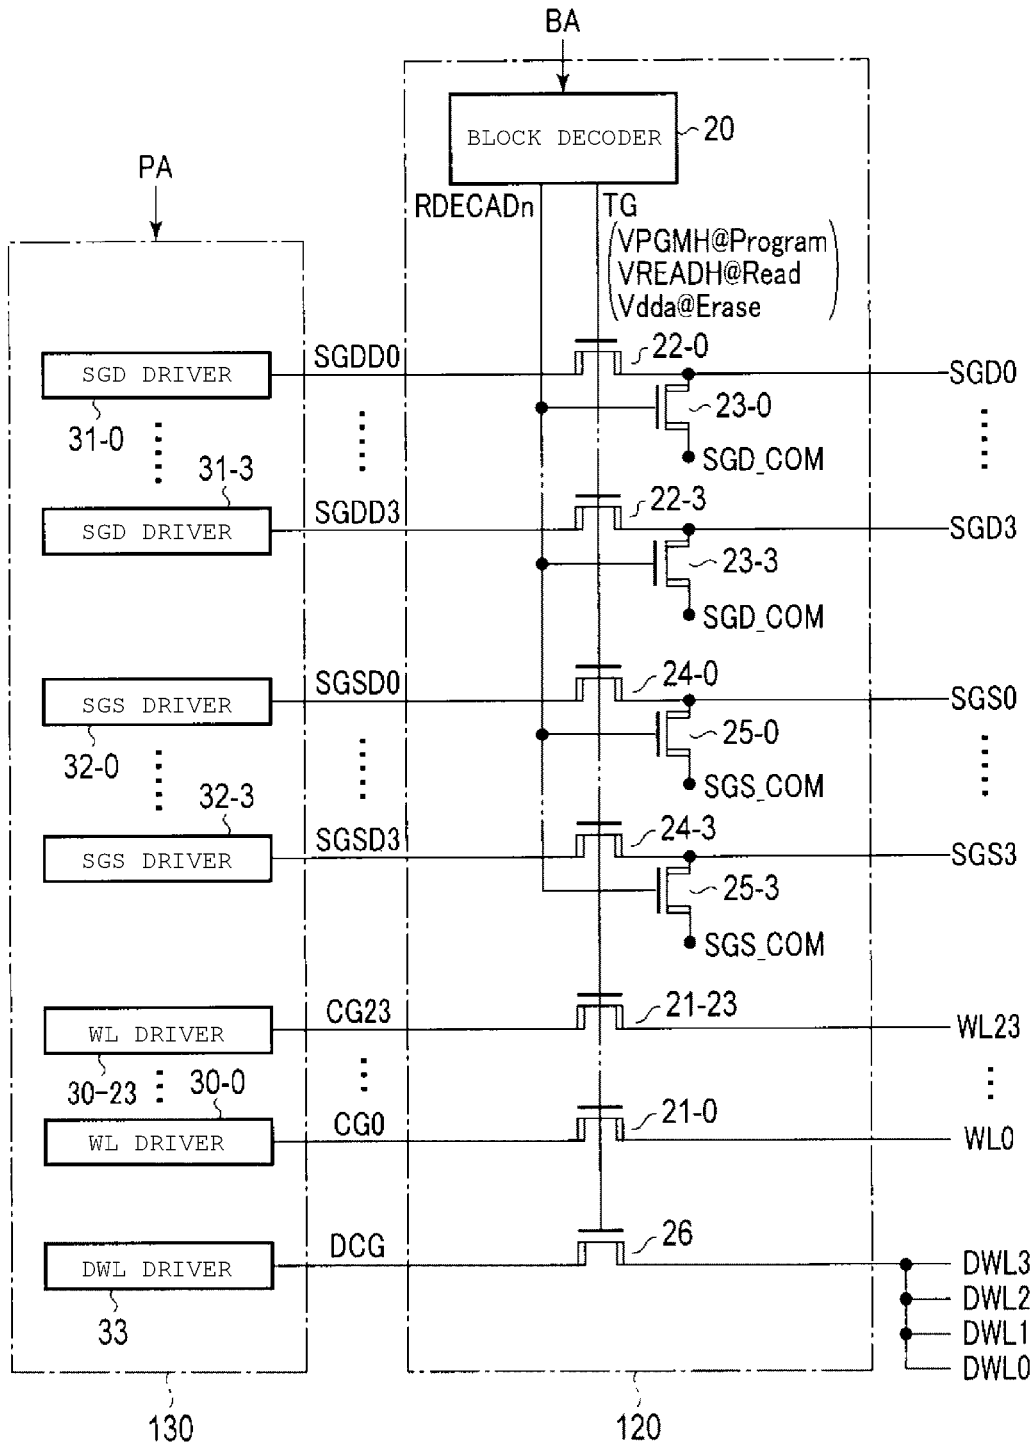 BA
BLOCK DECODER
20
PA
RDECADn
TG
VPGMH@Program
VREADH@Read
Vdda@Erase
SGD DRIVER
SGDD0
22-0
SGD0
31-0
23-0
SGD_COM
31-3
SGD DRIVER
SGDD3
22-3
SGD3
23-3
SGD_COM
SGS DRIVER
SGSD0
24-0
SGS0
32-0
25-0
SGS_COM
32-3
SGS DRIVER
SGSD3
24-3
SGS3
25-3
SGS_COM
WL DRIVER
CG23
21-23
WL23
30-23
30-0
WL DRIVER
CG0
21-0
WL0
DWL DRIVER
DCG
26
DWL3
DWL2
33
DWL1
DWL0
130
120